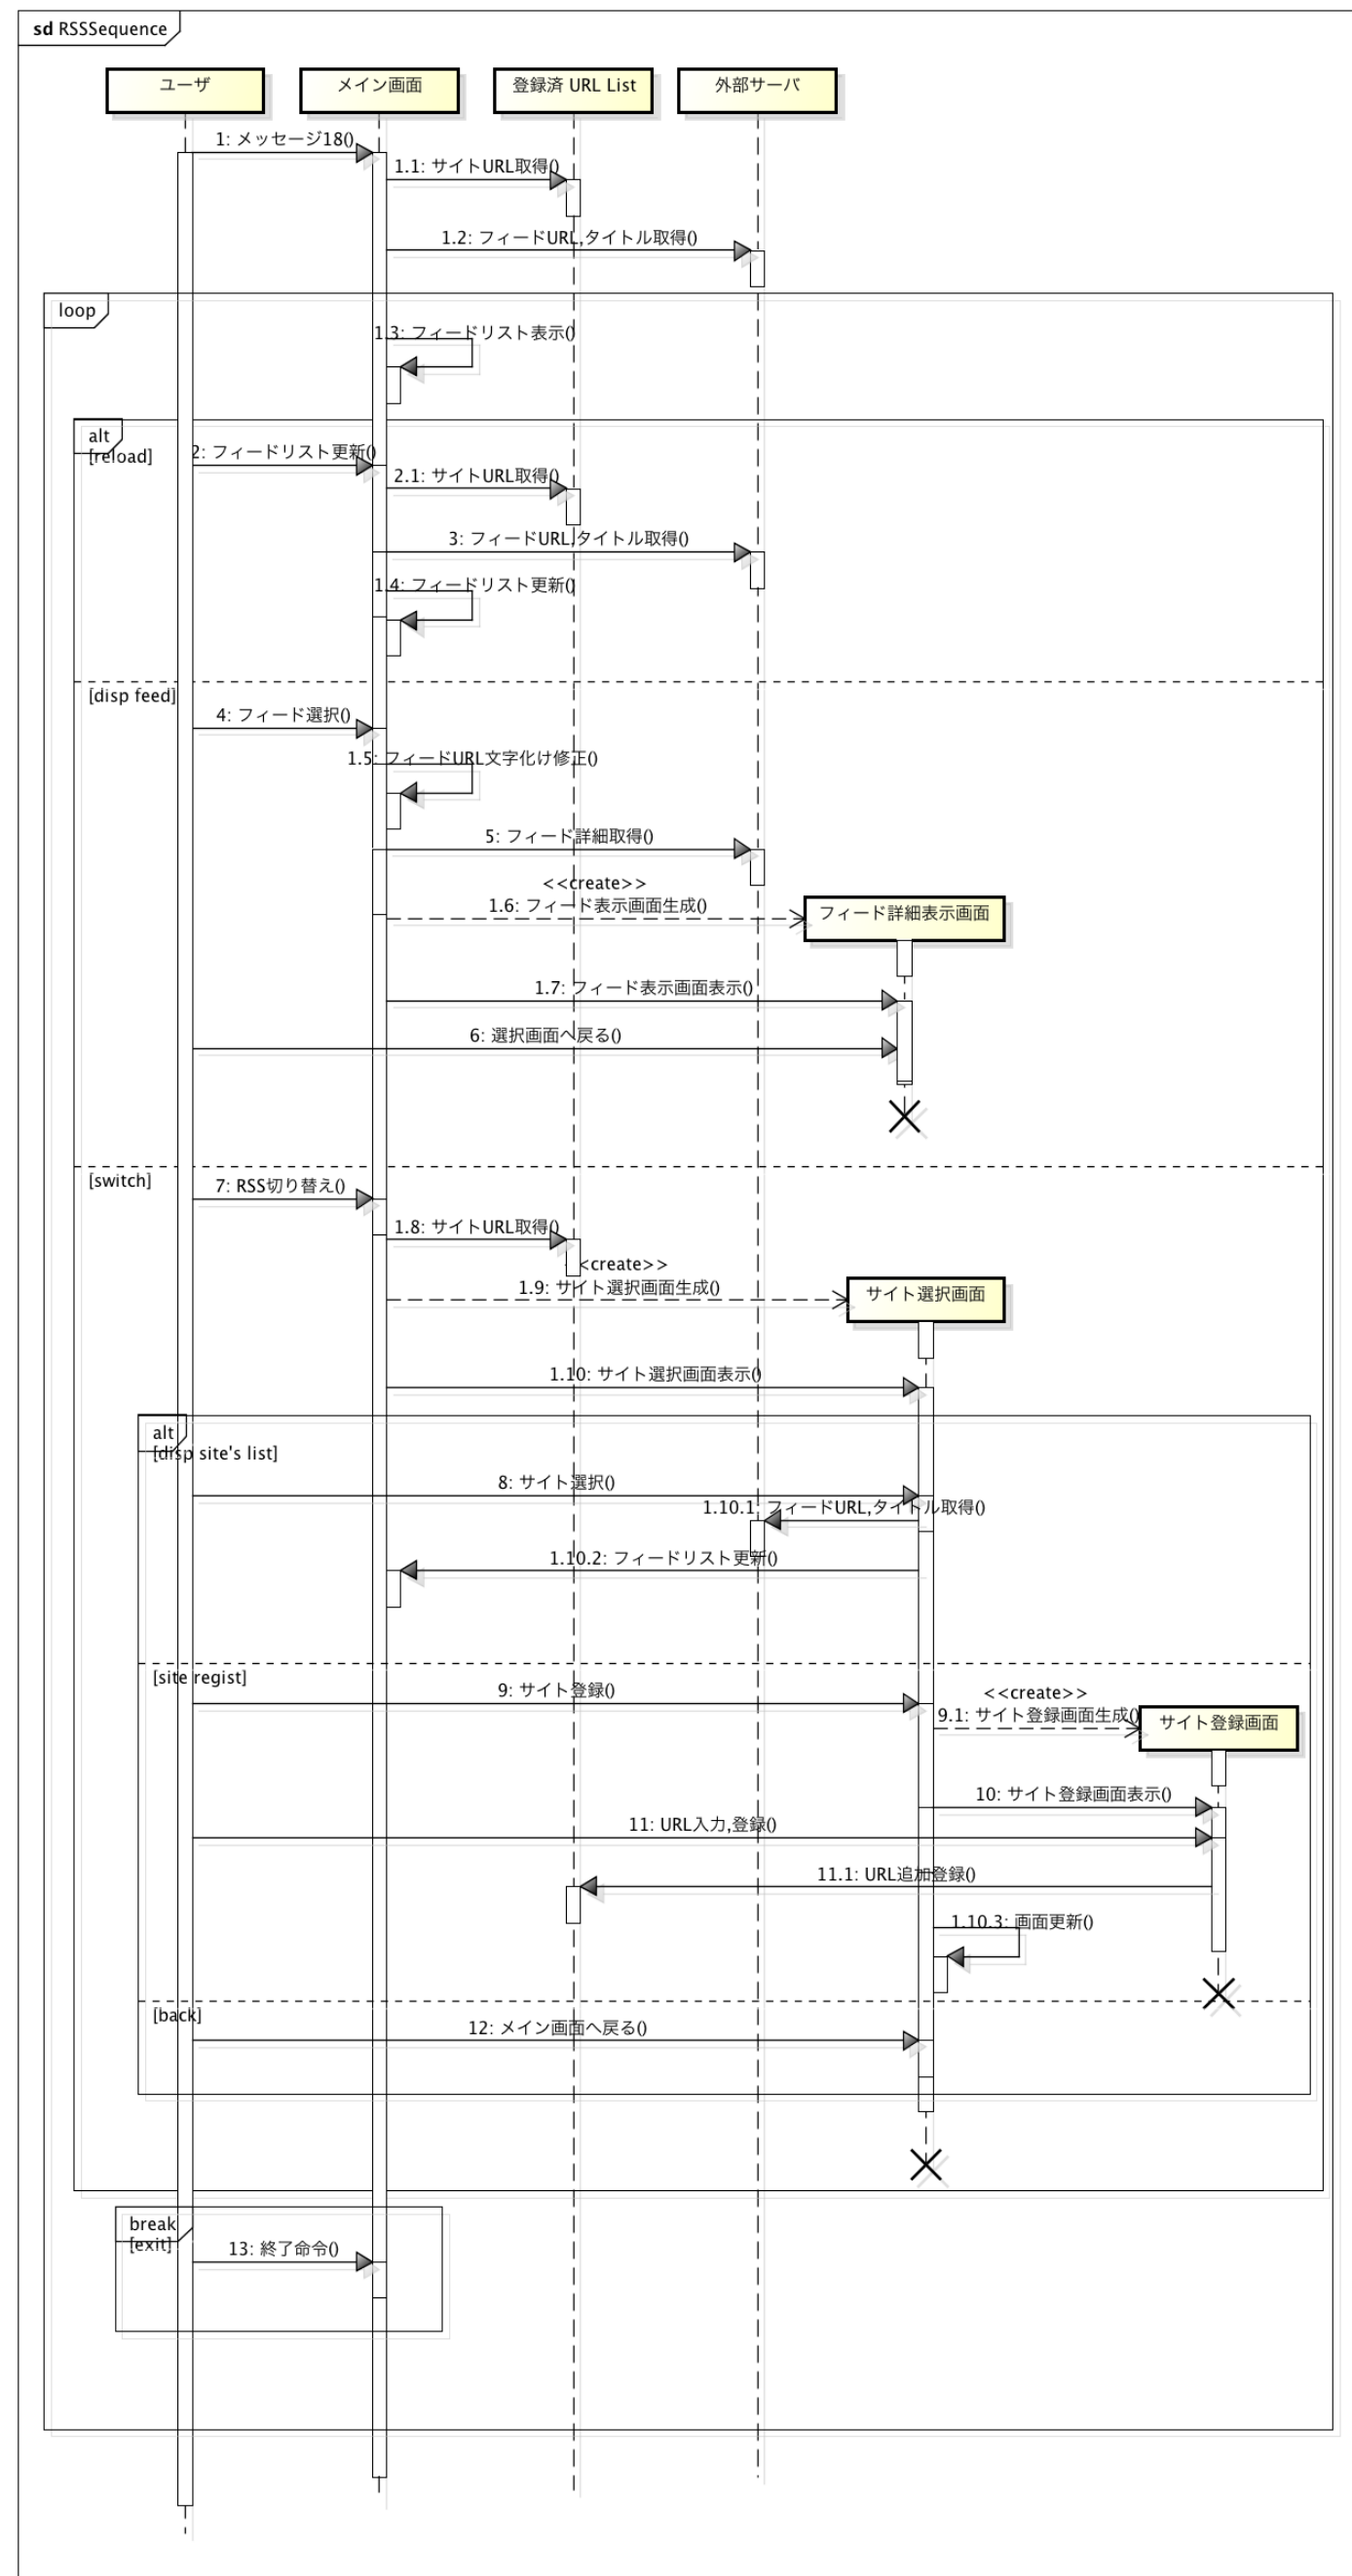 sd RSSSequence
ユーザ
メイン画面
登録済 URL List
外部サーバ
1: メッセージ18()
1.1: サイトURL取得()
1.2: フィードURL,タイトル取得()
loop
1.3: フィードリスト表示()
alt
[reload]
2: フィードリスト更新()
2.1: サイトURL取得()
3: フィードURL,タイトル取得()
1.4: フィードリスト更新()
[disp feed]
4: フィード選択()
1.5: フィードURL文字化け修正()
5: フィード詳細取得()
<<create>>
1.6: フィード表示画面生成()
フィード詳細表示画面
1.7: フィード表示画面表示()
6: 選択画面へ戻る()
[switch]
7: RSS切り替え()
1.8: サイトURL取得()
<<create>>
1.9: サイト選択画面生成()
サイト選択画面
1.10: サイト選択画面表示()
alt
[disp site's list]
8: サイト選択()
1.10.1: フィードURL,タイトル取得()
1.10.2: フィードリスト更新()
[site regist]
9: サイト登録()
<<create>>
9.1: サイト登録画面生成()
サイト登録画面
10: サイト登録画面表示()
11: URL入力,登録()
11.1: URL追加登録()
1.10.3: 画面更新()
[back]
12: メイン画面へ戻る()
break
[exit]
13: 終了命令()